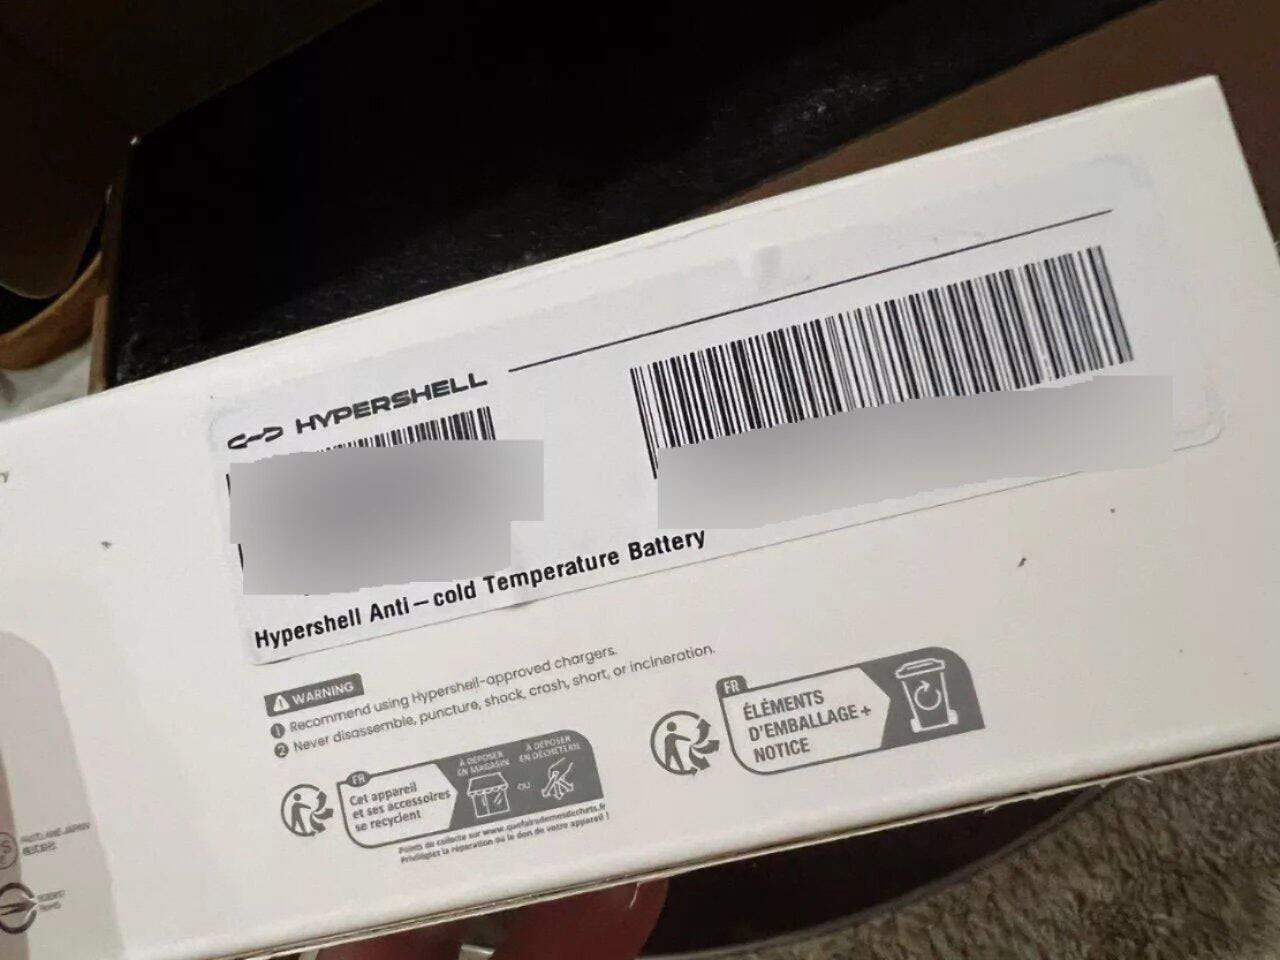 HYPERSHELL
Hypershell Anti-cold Temperature Battery
WARNING
1 Recommend using Hypershell-approved chargers.
2 Never disassemble, puncture, shock, crash, short, or incineration.
FR
Cet appareil
et ses accessoires
se recyclent
À DÉPOSER
EN MAGASIN
OU
À DÉPOSER
EN DÉCHÈTERIE
Points de collecte sur www.quefairedemesdechets.fr
Privilégiez la réparation ou le don de votre appareil !
FR
ÉLÉMENTS
D'EMBALLAGE +
NOTICE